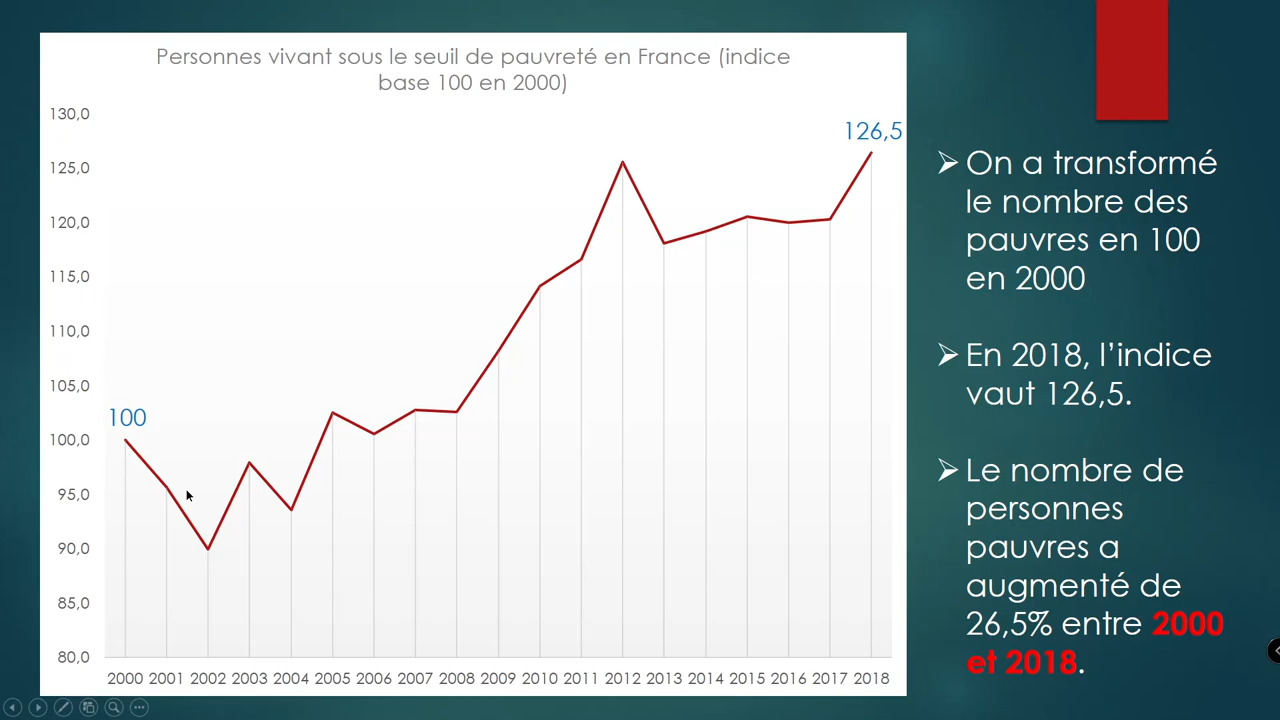 Personnes vivant sous le seuil de pauvreté en France (indice
base 100 en 2000)
130,0
125,0
120,0
115,0
110,0
105,0
100,0
95,0
90,0
85,0
80,0
100
126,5
2000 2001 2002 2003 2004 2005 2006 2007 2008 2009 2010 2011 2012 2013 2014 2015 2016 2017 2018
On a transformé
le nombre des
pauvres en 100
en 2000
En 2018, l’indice
vaut 126,5.
Le nombre de
personnes
pauvres a
augmenté de
26,5% entre 2000
et 2018.